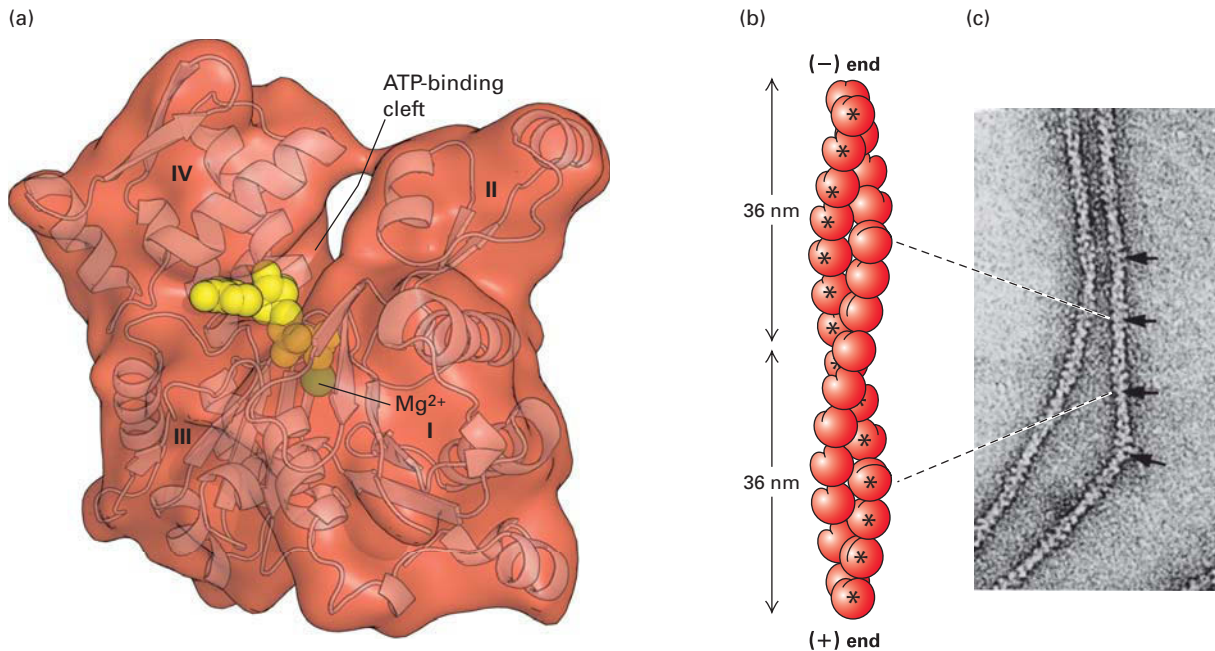 (a)
ATP-binding
cleft
IV
II
Mg2+
I
III
(b)
(–) end
36 nm
36 nm
(+) end
(c)